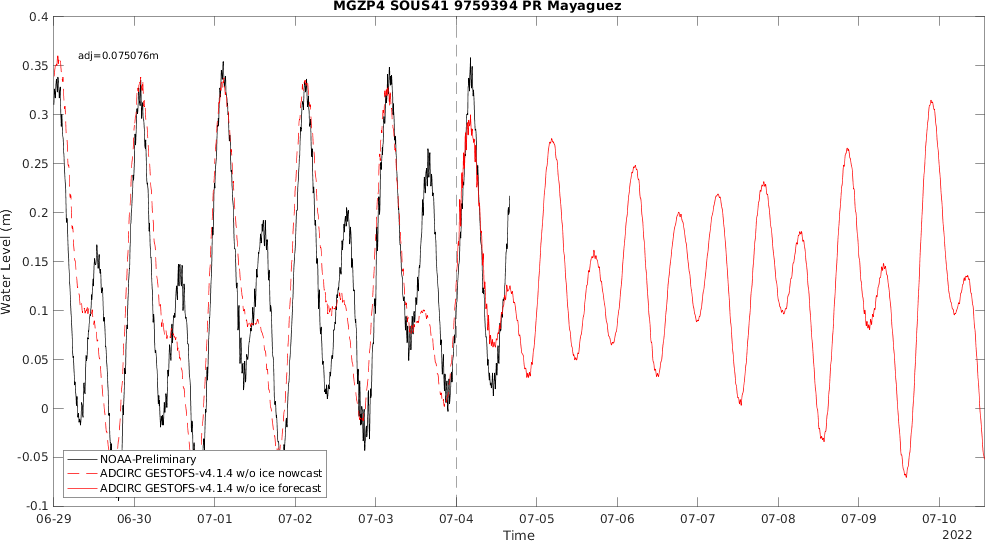 MGZP4 SOUS41 9759394 PR Mayaguez
adj=0.075076m
0.4
0.35
0.3
0.25
0.2
0.15
0.1
0.05
0
-0.05
-0.1
Water Level (m)
NOAA-Preliminary
ADCIRC GESTOFS-v4.1.4 w/o ice nowcast
ADCIRC GESTOFS-v4.1.4 w/o ice forecast
06-29 06-30 07-01 07-02 07-03 07-04 07-05 07-06 07-07 07-08 07-09 07-10
Time
2022